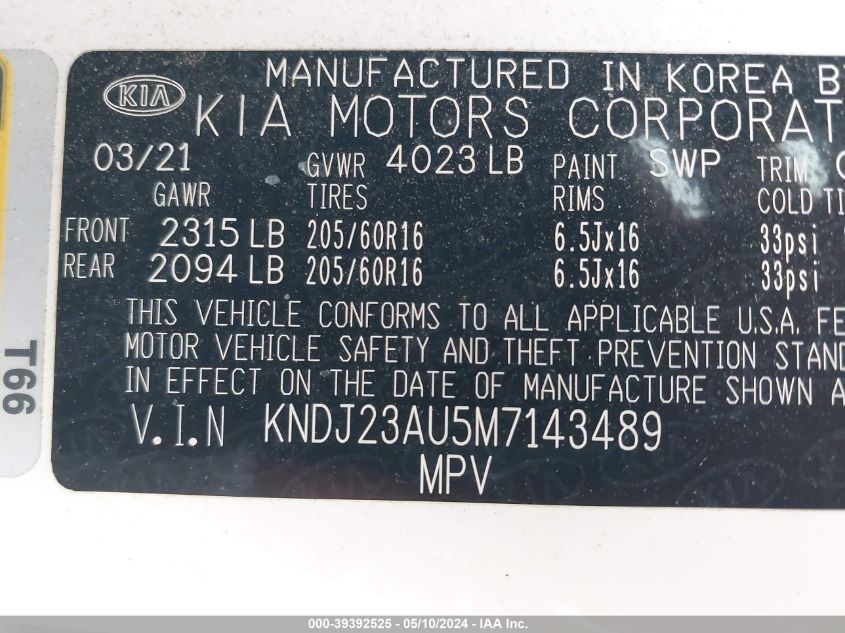 MANUFACTURED IN KOREA BY
KIA
KIA MOTORS CORPORAT
03/21 GVWR 4023 LB PAINT SWP TRIM
GAWR TIRES RIMS COLD TI
FRONT 2315 LB 205/60R16 6.5Jx16 33psi
REAR 2094 LB 205/60R16 6.5Jx16 33psi
THIS VEHICLE CONFORMS TO ALL APPLICABLE U.S.A. FE
MOTOR VEHICLE SAFETY AND THEFT PREVENTION STAND
IN EFFECT ON THE DATE OF MANUFACTURE SHOWN A
V.I.N KNDJ23AU5M7143489
MPV
T66
000-39392525 - 05/10/2024 - IAAI.com